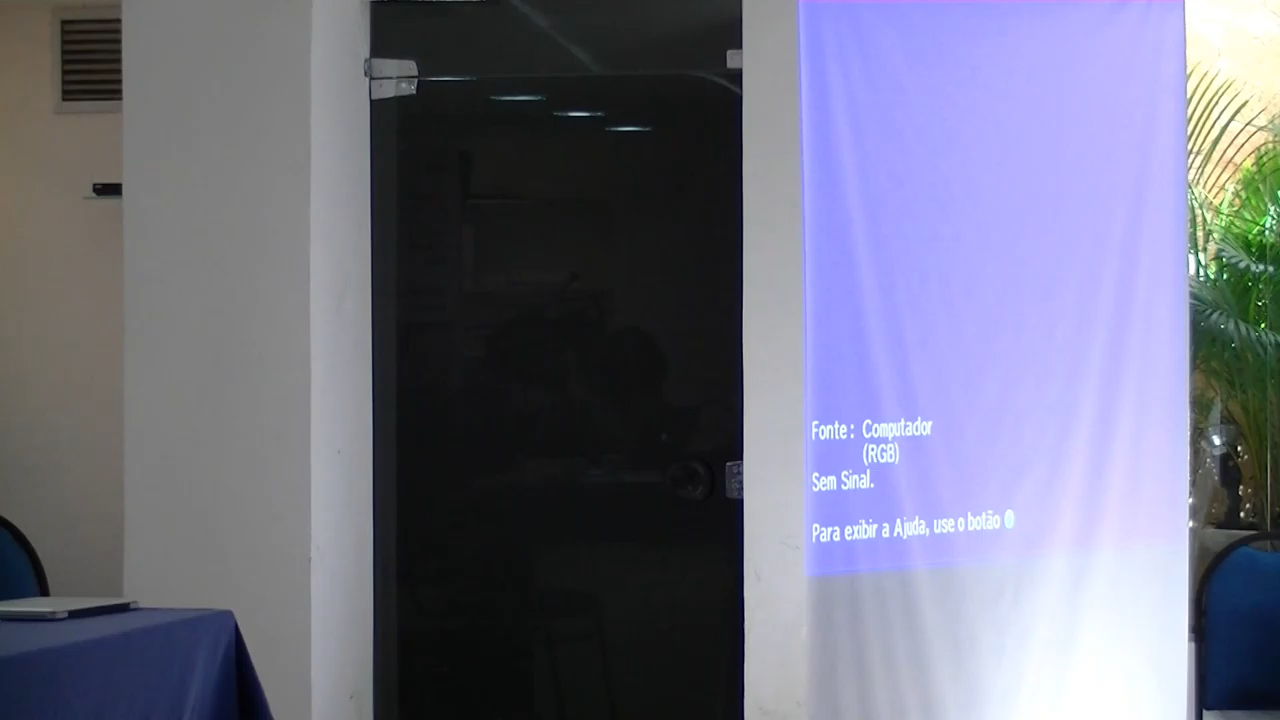 Fonte: Computador
(RGB)
Sem Sinal.
Para exibir a Ajuda, use o botão